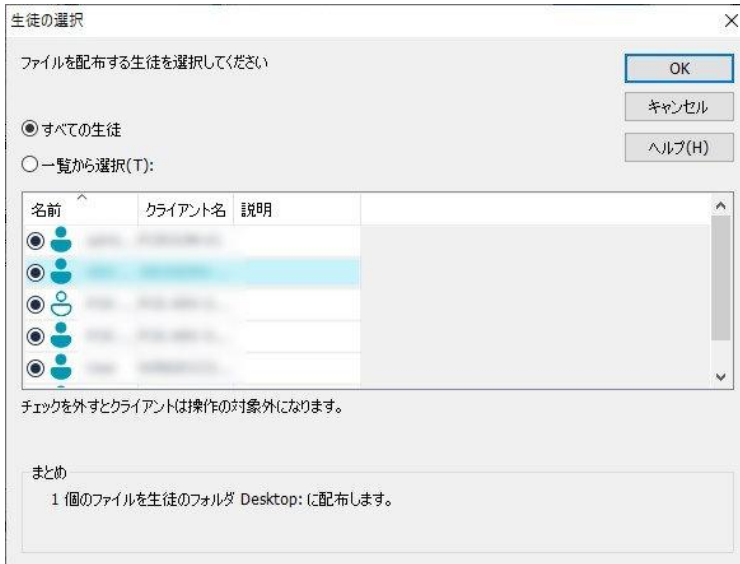 生徒の選択
ファイルを配布する生徒を選択してください
OK
キャンセル
ヘルプ(H)
すべての生徒
一覧から選択(T):
名前 クライアント名 説明
チェックを外すとクライアントは操作の対象外になります。
まとめ
1 個のファイルを生徒のフォルダ Desktop: に配布します。